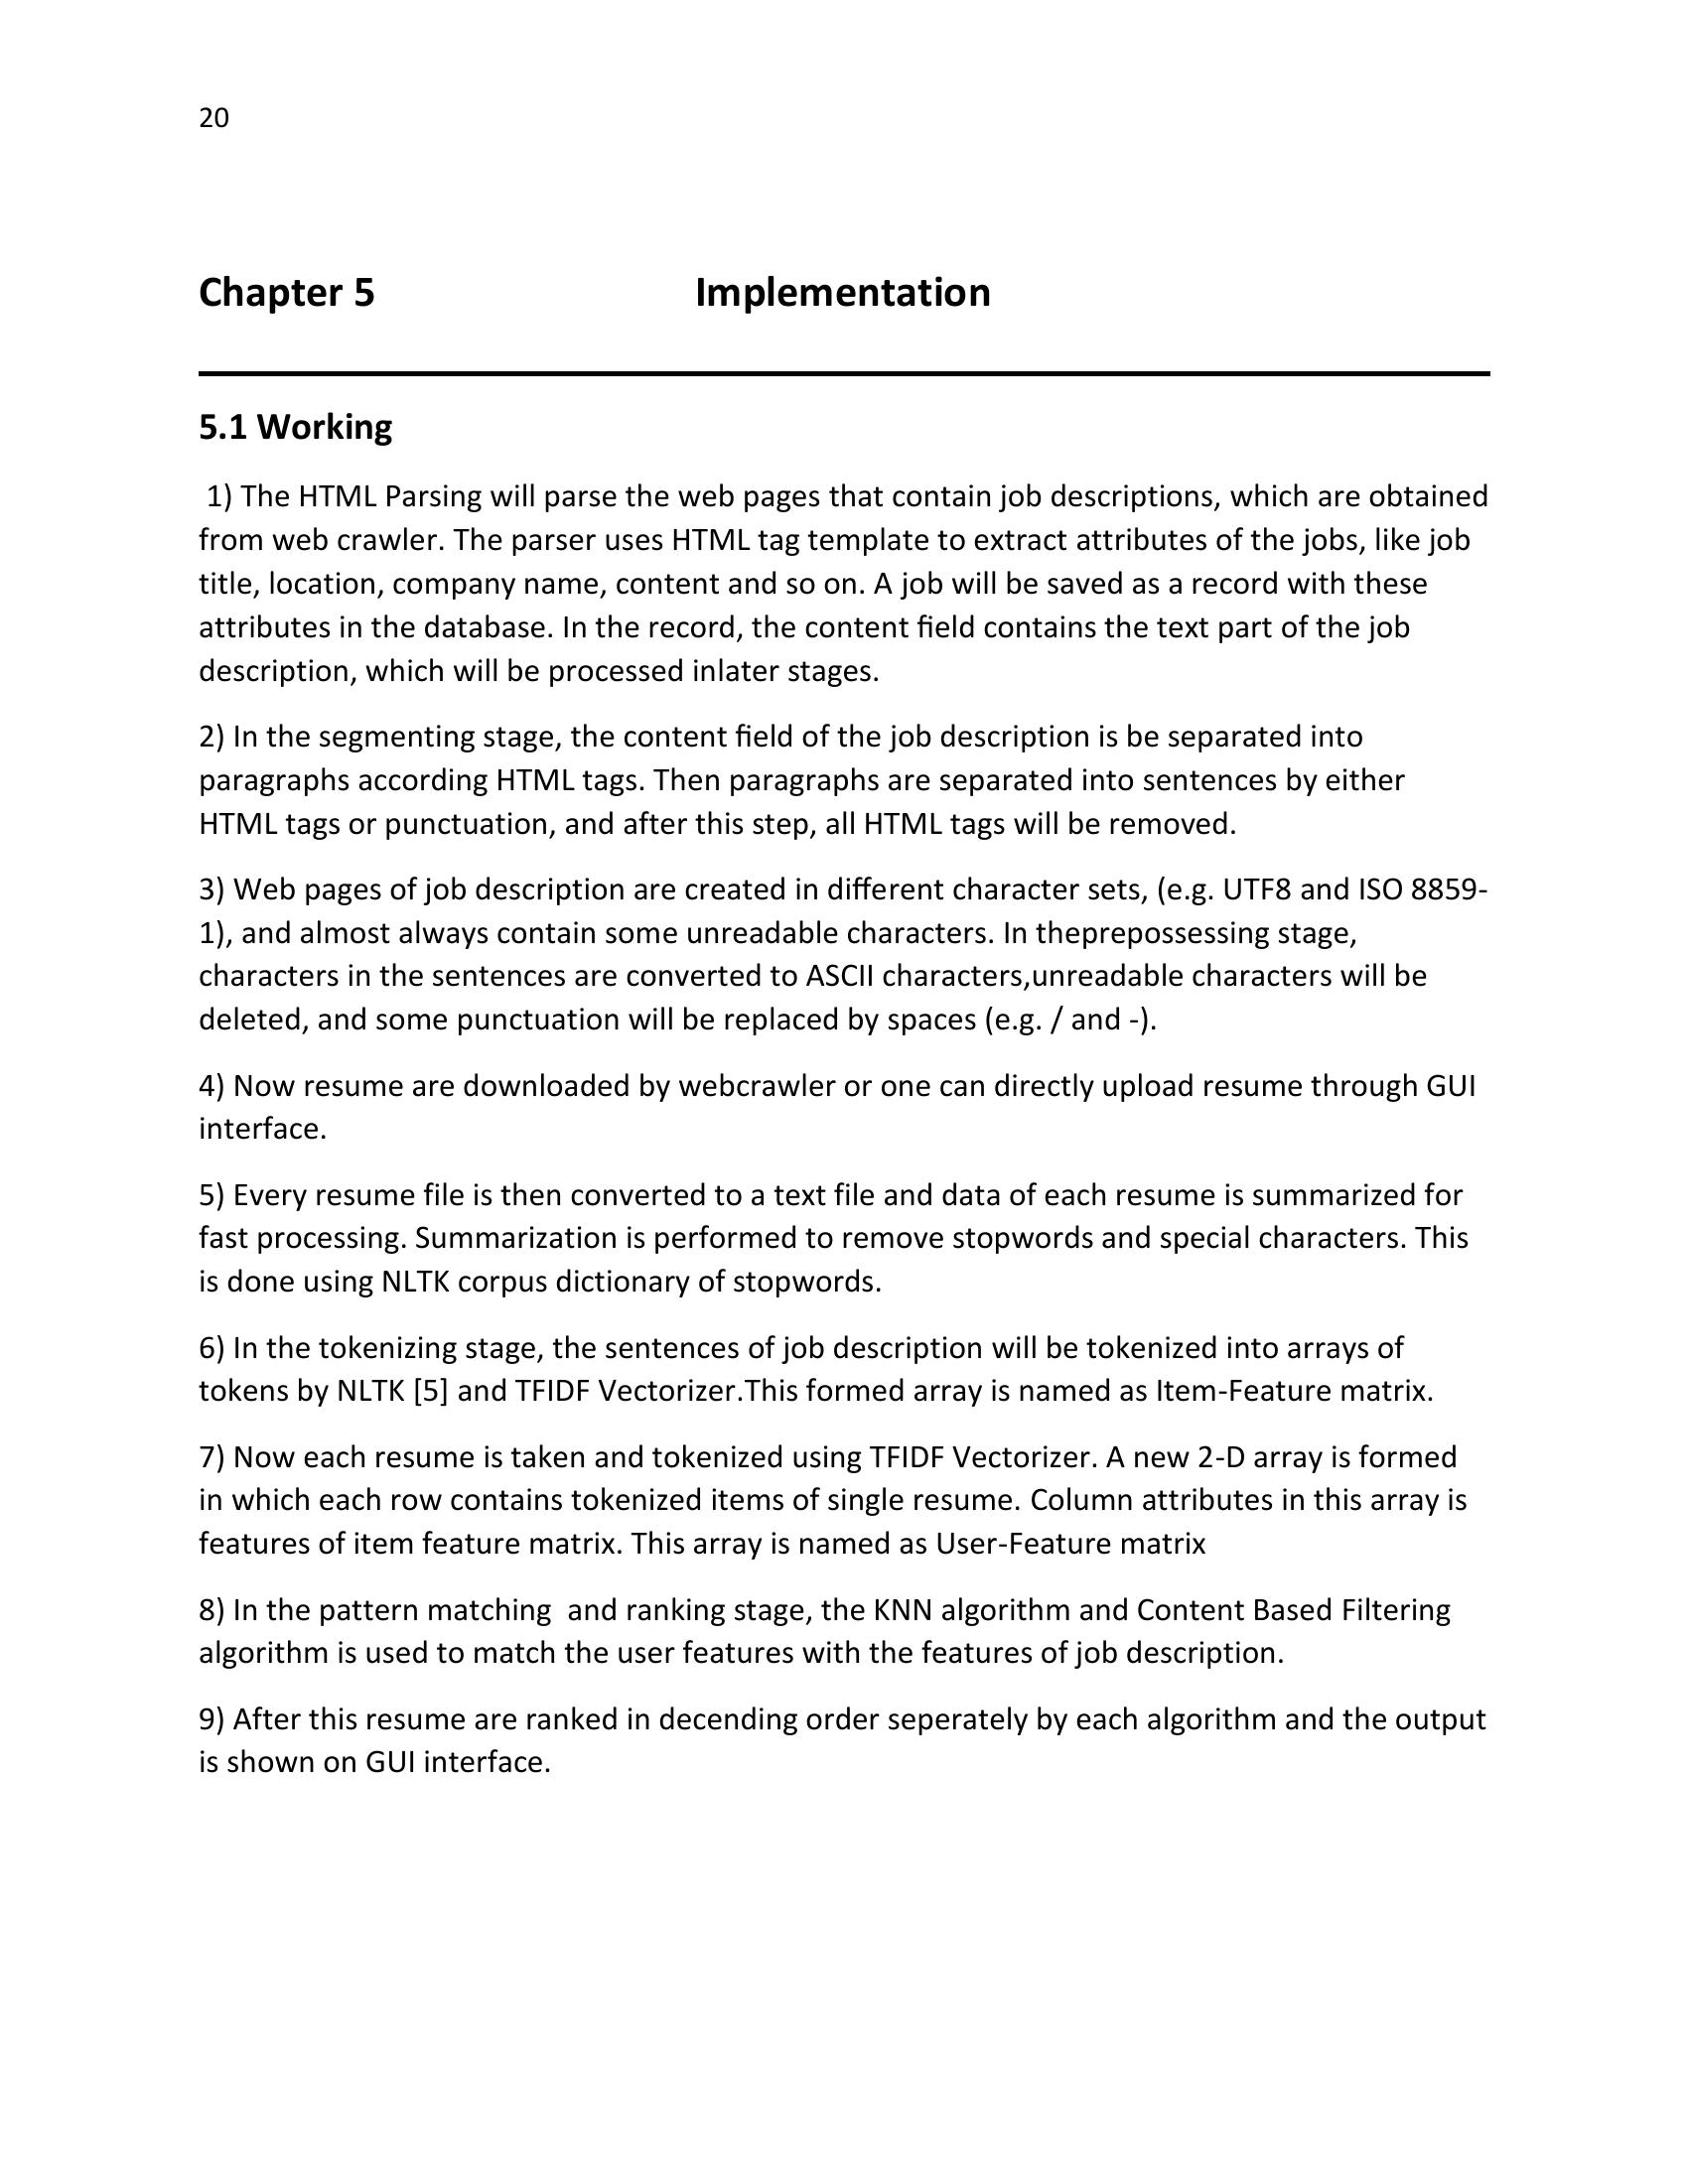 20
Chapter 5 Implementation
5.1 Working
1) The HTML Parsing will parse the web pages that contain job descriptions, which are obtained
from web crawler. The parser uses HTML tag template to extract attributes of the jobs, like job
title, location, company name, content and so on. A job will be saved as a record with these
attributes in the database. In the record, the content field contains the text part of the job
description, which will be processed inlater stages.
2) In the segmenting stage, the content field of the job description is be separated into
paragraphs according HTML tags. Then paragraphs are separated into sentences by either
HTML tags or punctuation, and after this step, all HTML tags will be removed.
3) Web pages of job description are created in different character sets, (e.g. UTF8 and ISO 8859-
1), and almost always contain some unreadable characters. In theprepossessing stage,
characters in the sentences are converted to ASCII characters,unreadable characters will be
deleted, and some punctuation will be replaced by spaces (e.g. / and -).
4) Now resume are downloaded by webcrawler or one can directly upload resume through GUI
interface.
5) Every resume file is then converted to a text file and data of each resume is summarized for
fast processing. Summarization is performed to remove stopwords and special characters. This
is done using NLTK corpus dictionary of stopwords.
6) In the tokenizing stage, the sentences of job description will be tokenized into arrays of
tokens by NLTK [5] and TFIDF Vectorizer.This formed array is named as Item-Feature matrix.
7) Now each resume is taken and tokenized using TFIDF Vectorizer. A new 2-D array is formed
in which each row contains tokenized items of single resume. Column attributes in this array is
features of item feature matrix. This array is named as User-Feature matrix
8) In the pattern matching  and ranking stage, the KNN algorithm and Content Based Filtering
algorithm is used to match the user features with the features of job description.
9) After this resume are ranked in decending order seperately by each algorithm and the output
is shown on GUI interface.